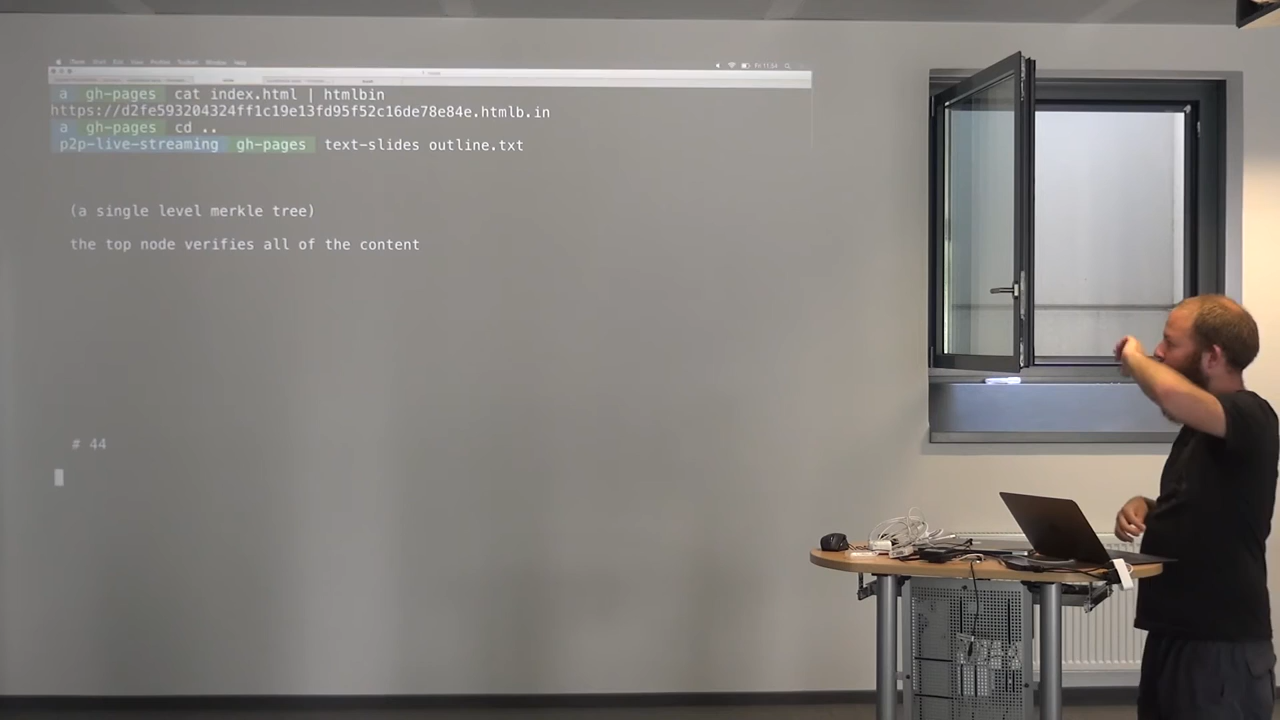 a gh-pages cat index.html | htmlbin
https://d2fe593204324ff1c19e13fd95f52c16de78e84e.htmlb.in
a gh-pages cd ..
p2p-live-streaming gh-pages text-slides outline.txt
(a single level merkle tree)
the top node verifies all of the content
# 44